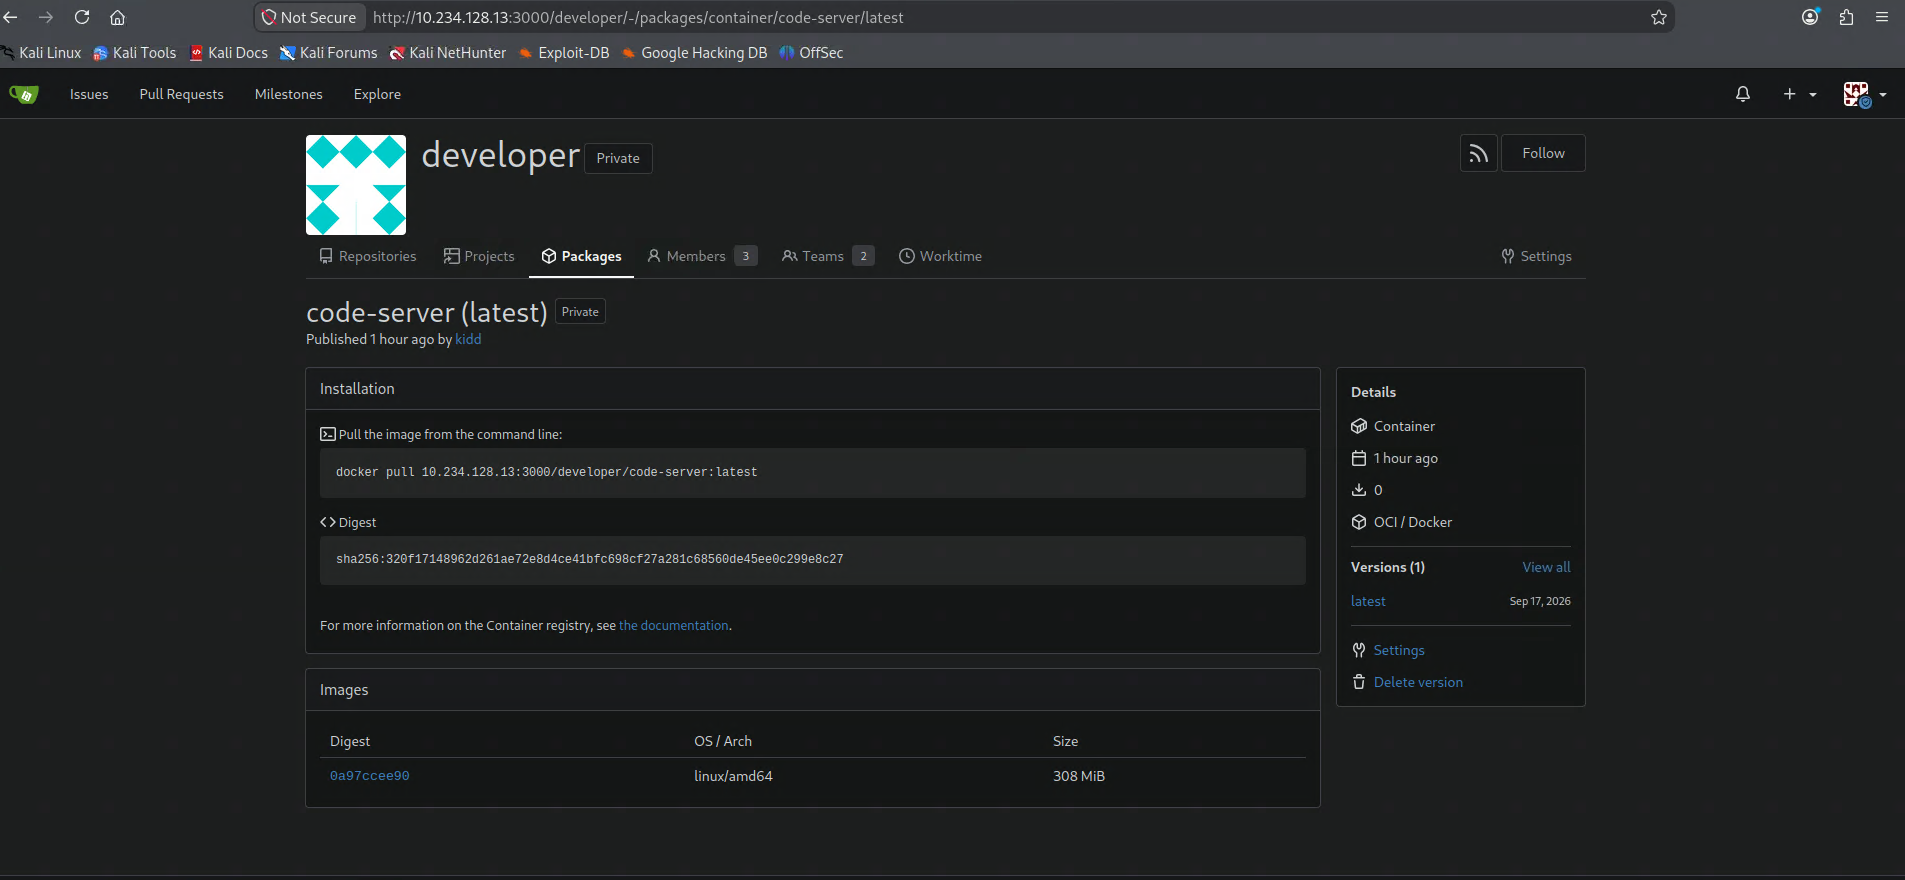 Not Secure http://10.234.128.13:3000/developer/-/packages/container/code-server/latest
Kali Linux Kali Tools Kali Docs Kali Forums Kali NetHunter Exploit-DB Google Hacking DB OffSec
Issues Pull Requests Milestones Explore
developer Private
Follow
Repositories Projects Packages Members 3 Teams 2 Worktime Settings
code-server (latest) Private
Published 1 hour ago by kidd
Installation
Pull the image from the command line:
docker pull 10.234.128.13:3000/developer/code-server:latest
Digest
sha256:320f17148962d261ae72e8d4ce41bfc698cf27a281c68560de45ee0c299e8c27
For more information on the Container registry, see the documentation.
Images
Digest OS / Arch Size
0a97ccee90 linux/amd64 308 MiB
Details
Container
1 hour ago
0
OCI / Docker
Versions (1) View all
latest Sep 17, 2026
Settings
Delete version